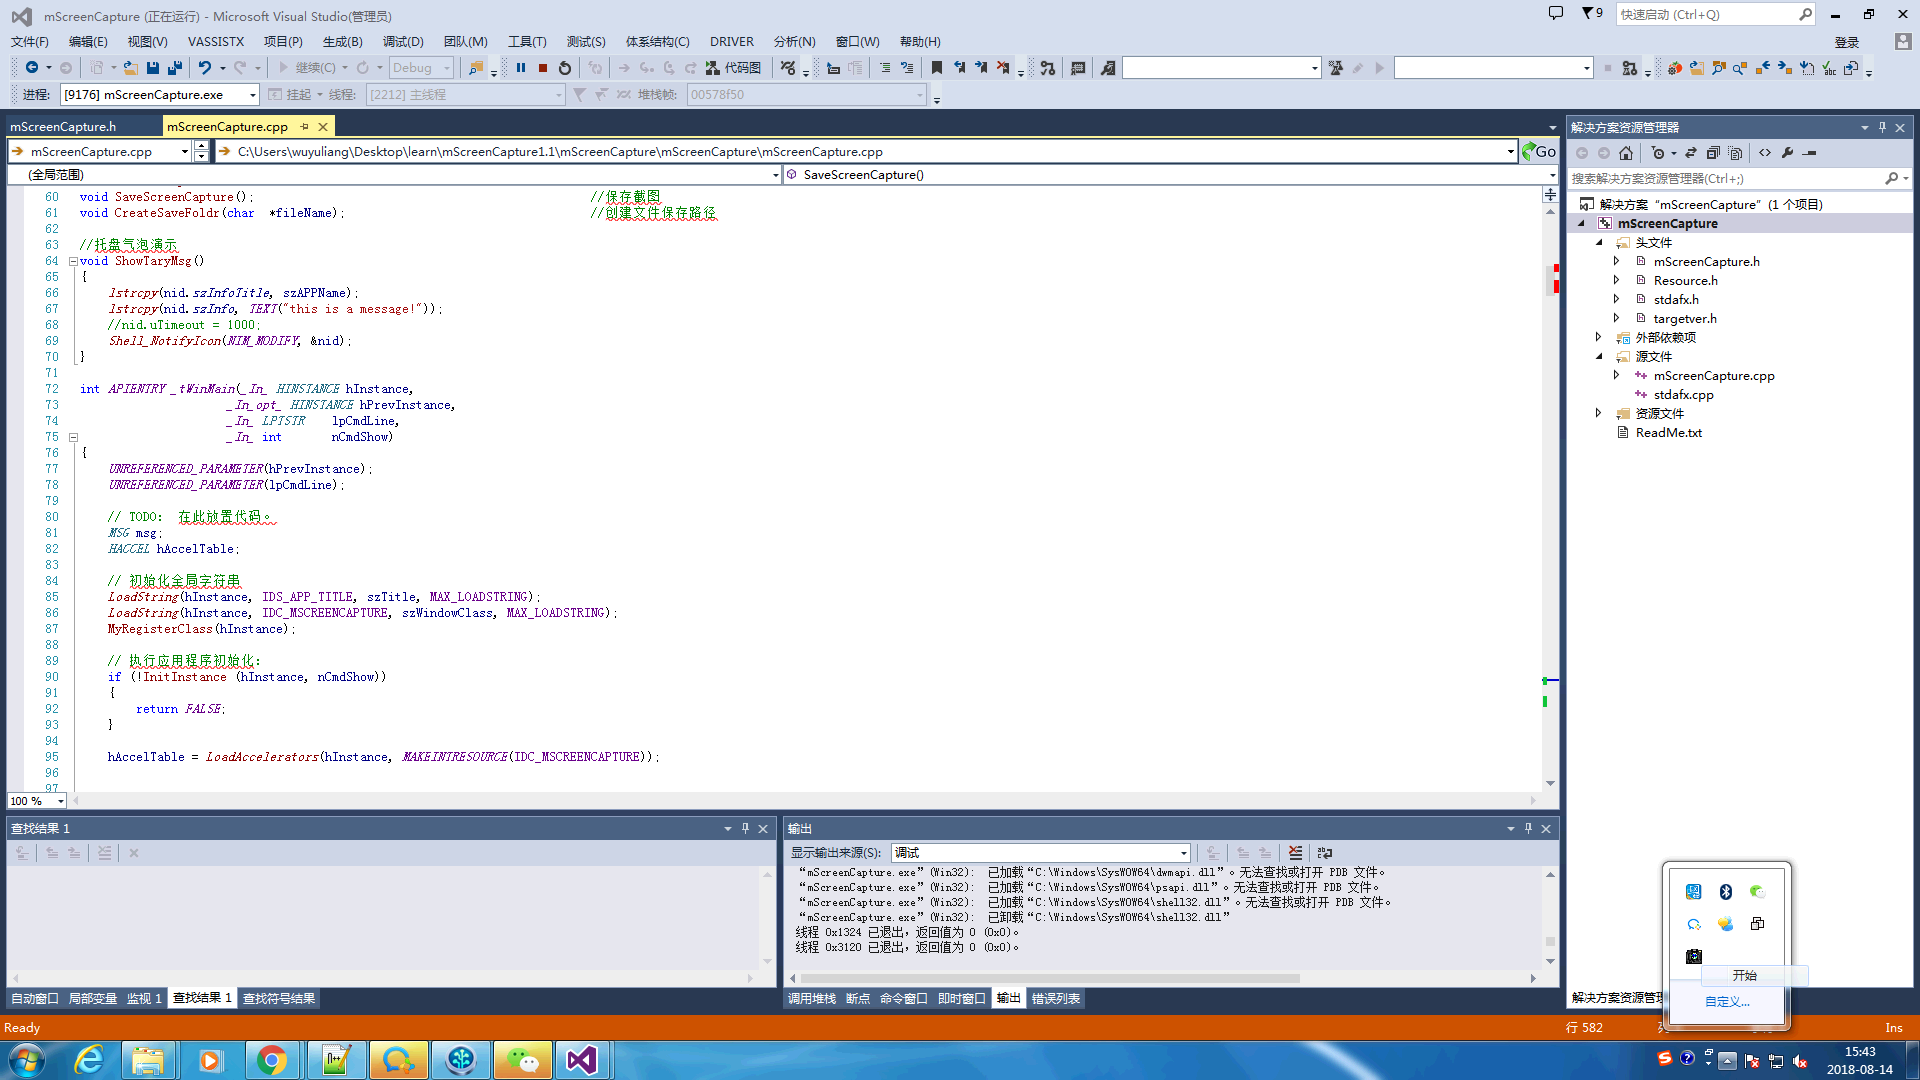 mScreenCapture (正在运行) - Microsoft Visual Studio(管理员)
9
快速启动 (Ctrl+Q)
文件(F) 编辑(E) 视图(V) VASSISTX 项目(P) 生成(B) 调试(D) 团队(M) 工具(T) 测试(S) 体系结构(C) DRIVER 分析(N) 窗口(W) 帮助(H)
登录
继续(C) Debug 代码图
进程: [9176] mScreenCapture.exe 挂起 线程: [2212] 主线程 堆栈帧: 00578f50
mScreenCapture.h mScreenCapture.cpp
mScreenCapture.cpp C:\Users\wuyuliang\Desktop\learn\mScreenCapture1.1\mScreenCapture\mScreenCapture\mScreenCapture.cpp Go
(全局范围) SaveScreenCapture()
60 void SaveScreenCapture(); //保存截图
61 void CreateSaveFoldr(char *fileName); //创建文件保存路径
62
63 //托盘气泡演示
64 void ShowTaryMsg()
65 {
66 lstrcpy(nid.szInfoTitle, szAPPName);
67 lstrcpy(nid.szInfo, TEXT("this is a message!"));
68 //nid.uTimeout = 1000;
69 Shell_NotifyIcon(NIM_MODIFY, &nid);
70 }
71
72 int APIENTRY _tWinMain(_In_ HINSTANCE hInstance,
73 _In_opt_ HINSTANCE hPrevInstance,
74 _In_ LPTSTR lpCmdLine,
75 _In_ int nCmdShow)
76 {
77 UNREFERENCED_PARAMETER(hPrevInstance);
78 UNREFERENCED_PARAMETER(lpCmdLine);
79
80 // TODO: 在此放置代码。
81 MSG msg;
82 HACCEL hAccelTable;
83
84 // 初始化全局字符串
85 LoadString(hInstance, IDS_APP_TITLE, szTitle, MAX_LOADSTRING);
86 LoadString(hInstance, IDC_MSCREENCAPTURE, szWindowClass, MAX_LOADSTRING);
87 MyRegisterClass(hInstance);
88
89 // 执行应用程序初始化:
90 if (!InitInstance (hInstance, nCmdShow))
91 {
92 return FALSE;
93 }
94
95 hAccelTable = LoadAccelerators(hInstance, MAKEINTRESOURCE(IDC_MSCREENCAPTURE));
96
97
100 %
解决方案资源管理器
搜索解决方案资源管理器(Ctrl+;)
解决方案 “mScreenCapture” (1 个项目)
mScreenCapture
头文件
mScreenCapture.h
Resource.h
stdafx.h
targetver.h
外部依赖项
源文件
mScreenCapture.cpp
stdafx.cpp
资源文件
ReadMe.txt
查找结果 1
输出
显示输出来源(S): 调试
“mScreenCapture.exe”(Win32): 已加载“C:\Windows\SysWOW64\dwmapi.dll”。无法查找或打开 PDB 文件。
“mScreenCapture.exe”(Win32): 已加载“C:\Windows\SysWOW64\psapi.dll”。无法查找或打开 PDB 文件。
“mScreenCapture.exe”(Win32): 已加载“C:\Windows\SysWOW64\shell32.dll”。无法查找或打开 PDB 文件。
“mScreenCapture.exe”(Win32): 已卸载“C:\Windows\SysWOW64\shell32.dll”
线程 0x1324 已退出,返回值为 0 (0x0)。
线程 0x3120 已退出,返回值为 0 (0x0)。
自动窗口 局部变量 监视 1 查找结果 1 查找符号结果
调用堆栈 断点 命令窗口 即时窗口 输出 错误列表
解决方案资源管理
开始
自定义...
Ready
行 582
Ins
15:43
2018-08-14